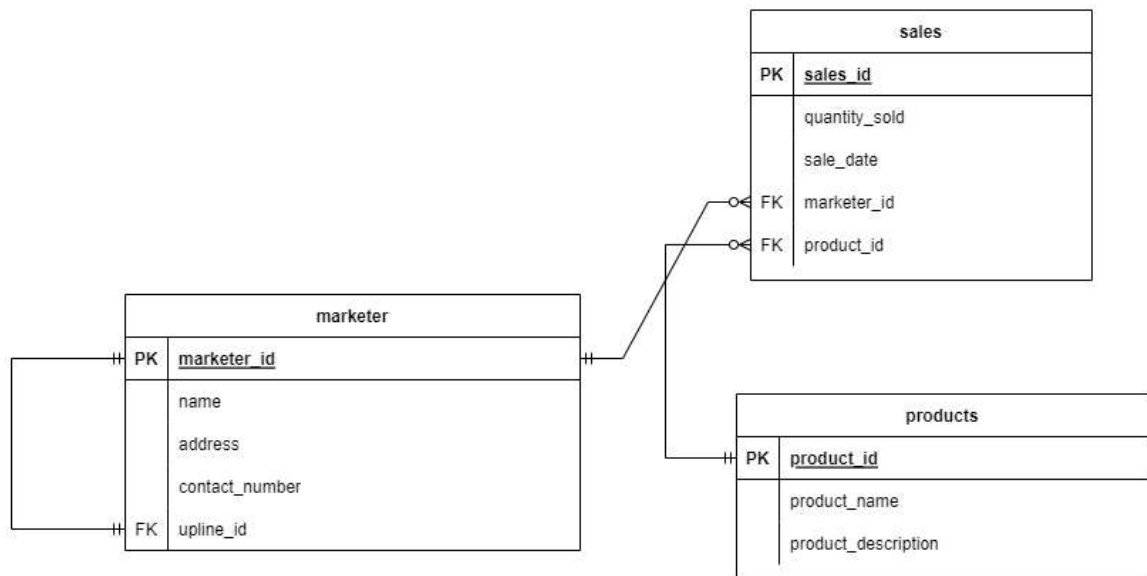 sales
PK sales_id
quantity_sold
sale_date
FK marketer_id
FK product_id
marketer
PK marketer_id
name
address
contact_number
FK upline_id
products
PK product_id
product_name
product_description